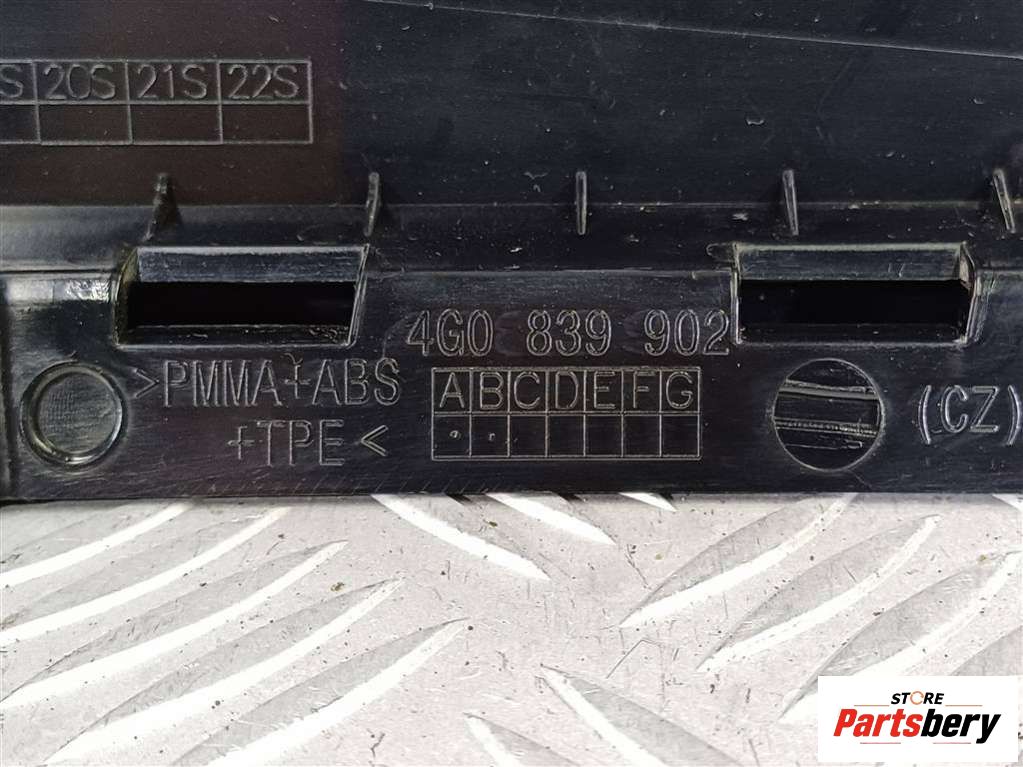 S 20S 21S 22S
4G0 839 902
>PMMA+ABS
+TPE<
A B C D E F G
(CZ)
STORE
Partsbery